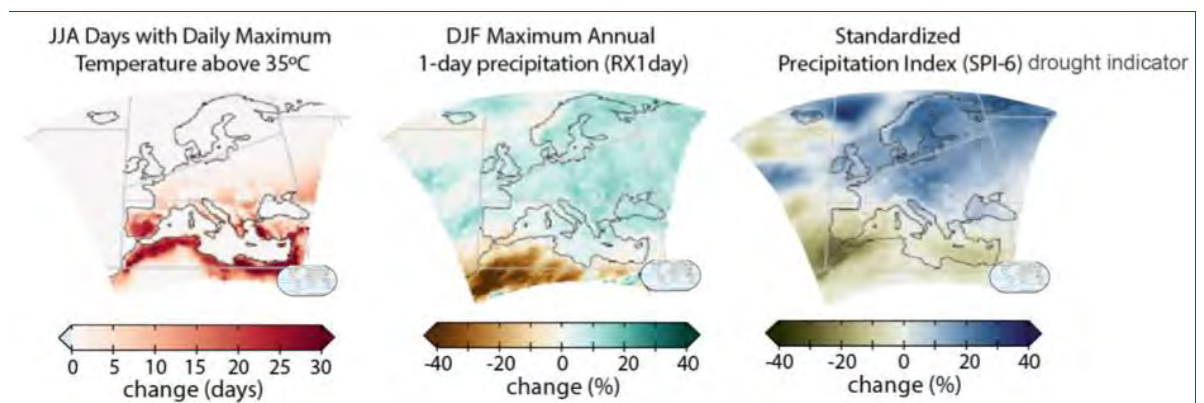 JJA Days with Daily Maximum
Temperature above 35ºC
0 5 10 15 20 25 30
change (days)
DJF Maximum Annual
1-day precipitation (RX1day)
-40 -20 0 20 40
change (%)
Standardized
Precipitation Index (SPI-6) drought indicator
-40 -20 0 20 40
change (%)